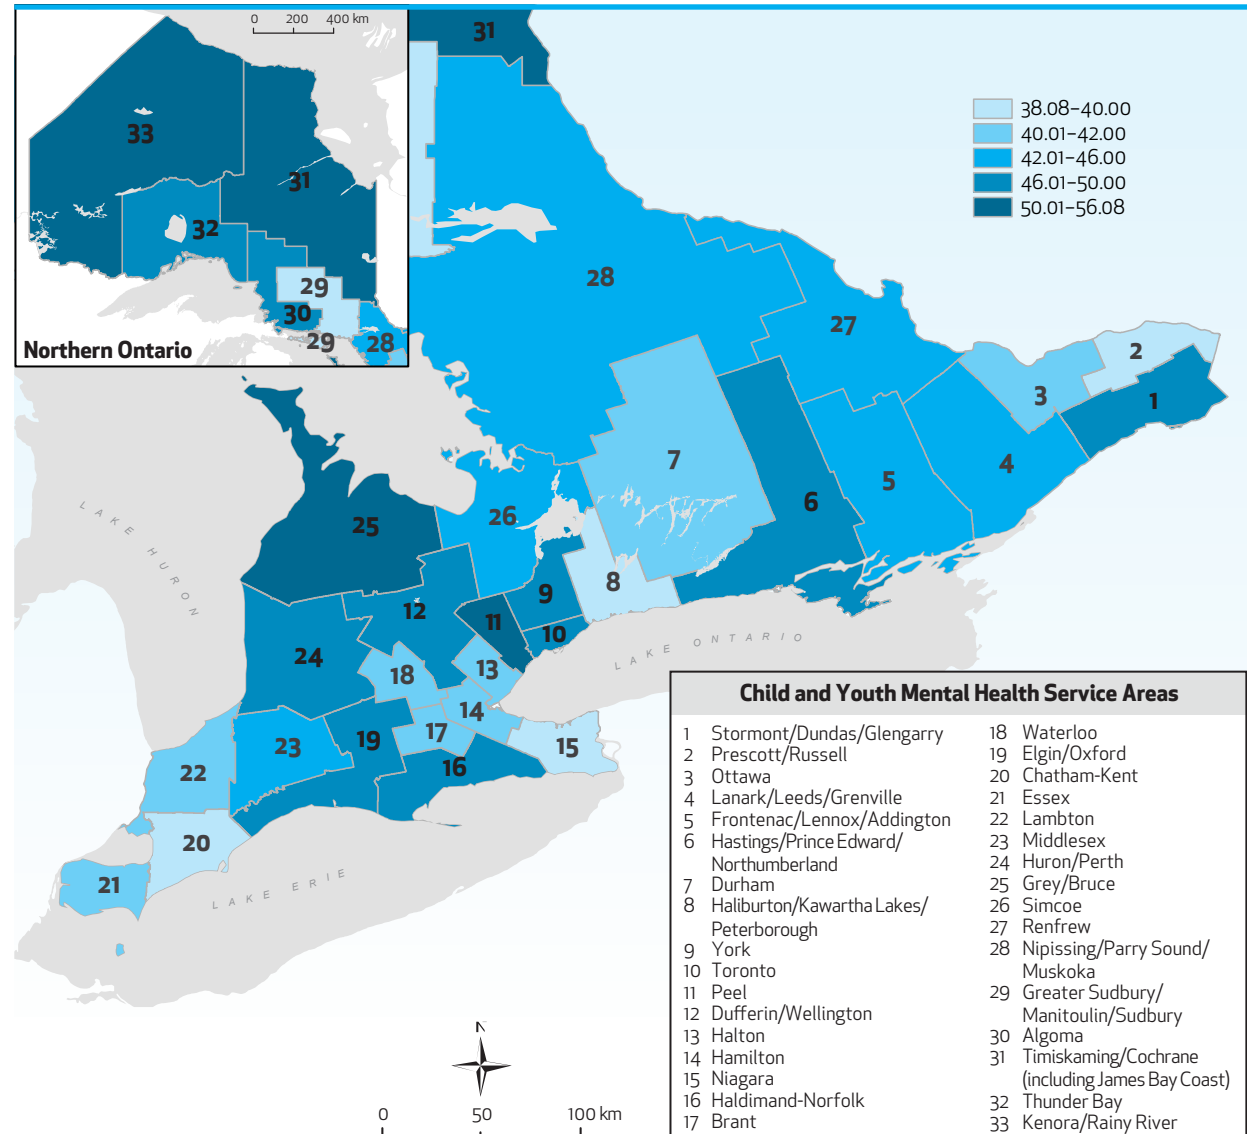 0 200 400 km
33
31
32
29
30
29
28
Northern Ontario
31
38.08–40.00
40.01–42.00
42.01–46.00
46.01–50.00
50.01–56.08
28
27
2
3
1
7
4
5
6
26
25
8
9
12
11
10
24
13
18
14
17
19
23
15
16
22
20
21
LAKE HURON
LAKE ONTARIO
LAKE ERIE
Child and Youth Mental Health Service Areas
1 Stormont/Dundas/Glengarry
2 Prescott/Russell
3 Ottawa
4 Lanark/Leeds/Grenville
5 Frontenac/Lennox/Addington
6 Hastings/Prince Edward/
Northumberland
7 Durham
8 Haliburton/Kawartha Lakes/
Peterborough
9 York
10 Toronto
11 Peel
12 Dufferin/Wellington
13 Halton
14 Hamilton
15 Niagara
16 Haldimand-Norfolk
17 Brant
18 Waterloo
19 Elgin/Oxford
20 Chatham-Kent
21 Essex
22 Lambton
23 Middlesex
24 Huron/Perth
25 Grey/Bruce
26 Simcoe
27 Renfrew
28 Nipissing/Parry Sound/
Muskoka
29 Greater Sudbury/
Manitoulin/Sudbury
30 Algoma
31 Timiskaming/Cochrane
(including James Bay Coast)
32 Thunder Bay
33 Kenora/Rainy River
N
0 50 100 km